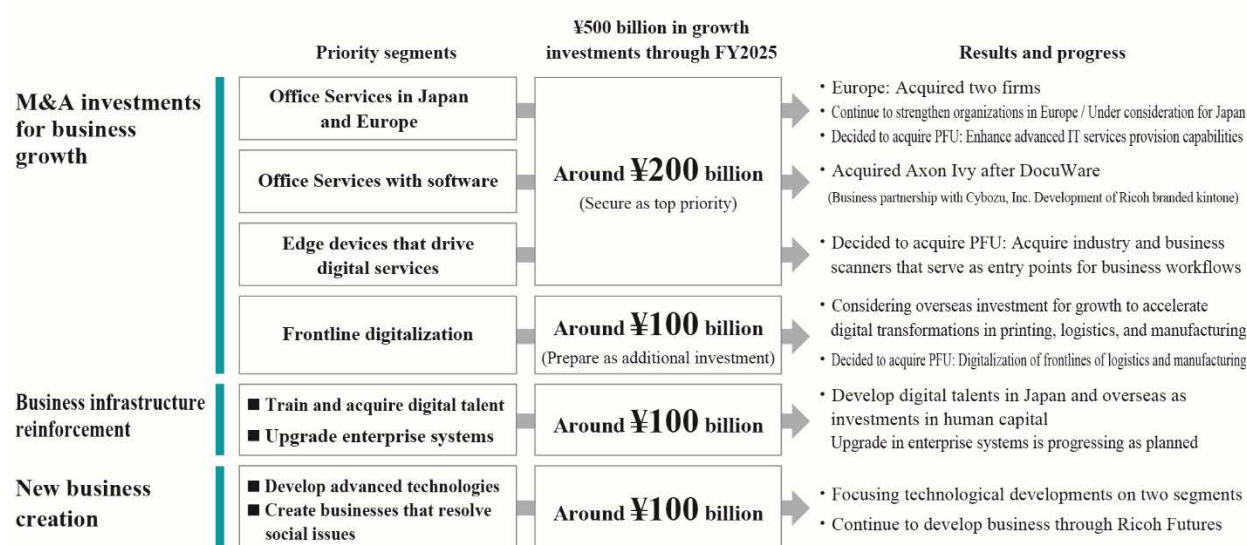 ¥500 billion in growth
investments through FY2025
Priority segments
Results and progress
M&A investments
for business
growth
Office Services in Japan
and Europe
Office Services with software
Edge devices that drive
digital services
Frontline digitalization
Around ¥200 billion
(Secure as top priority)
Around ¥100 billion
(Prepare as additional investment)
・Europe: Acquired two firms
・Continue to strengthen organizations in Europe / Under consideration for Japan
・Decided to acquire PFU: Enhance advanced IT services provision capabilities
・Acquired Axon Ivy after DocuWare
(Business partnership with Cybozu, Inc. Development of Ricoh branded kintone)
・Decided to acquire PFU: Acquire industry and business
scanners that serve as entry points for business workflows
・Considering overseas investment for growth to accelerate
digital transformations in printing, logistics, and manufacturing
・Decided to acquire PFU: Digitalization of frontlines of logistics and manufacturing
Business infrastructure
reinforcement
■ Train and acquire digital talent
■ Upgrade enterprise systems
Around ¥100 billion
・Develop digital talents in Japan and overseas as
investments in human capital
Upgrade in enterprise systems is progressing as planned
New business
creation
■ Develop advanced technologies
■ Create businesses that resolve
social issues
Around ¥100 billion
・Focusing technological developments on two segments
・Continue to develop business through Ricoh Futures